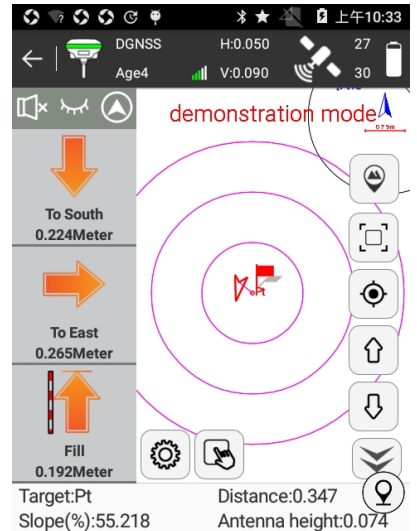 上午10:33
DGNSS
H:0.050
27
Age4
V:0.090
30
demonstration mode
To South
0.224Meter
To East
0.265Meter
Fill
0.192Meter
Pt
Target:Pt
Distance:0.347
Slope(%):55.218
Antenna height:0.074